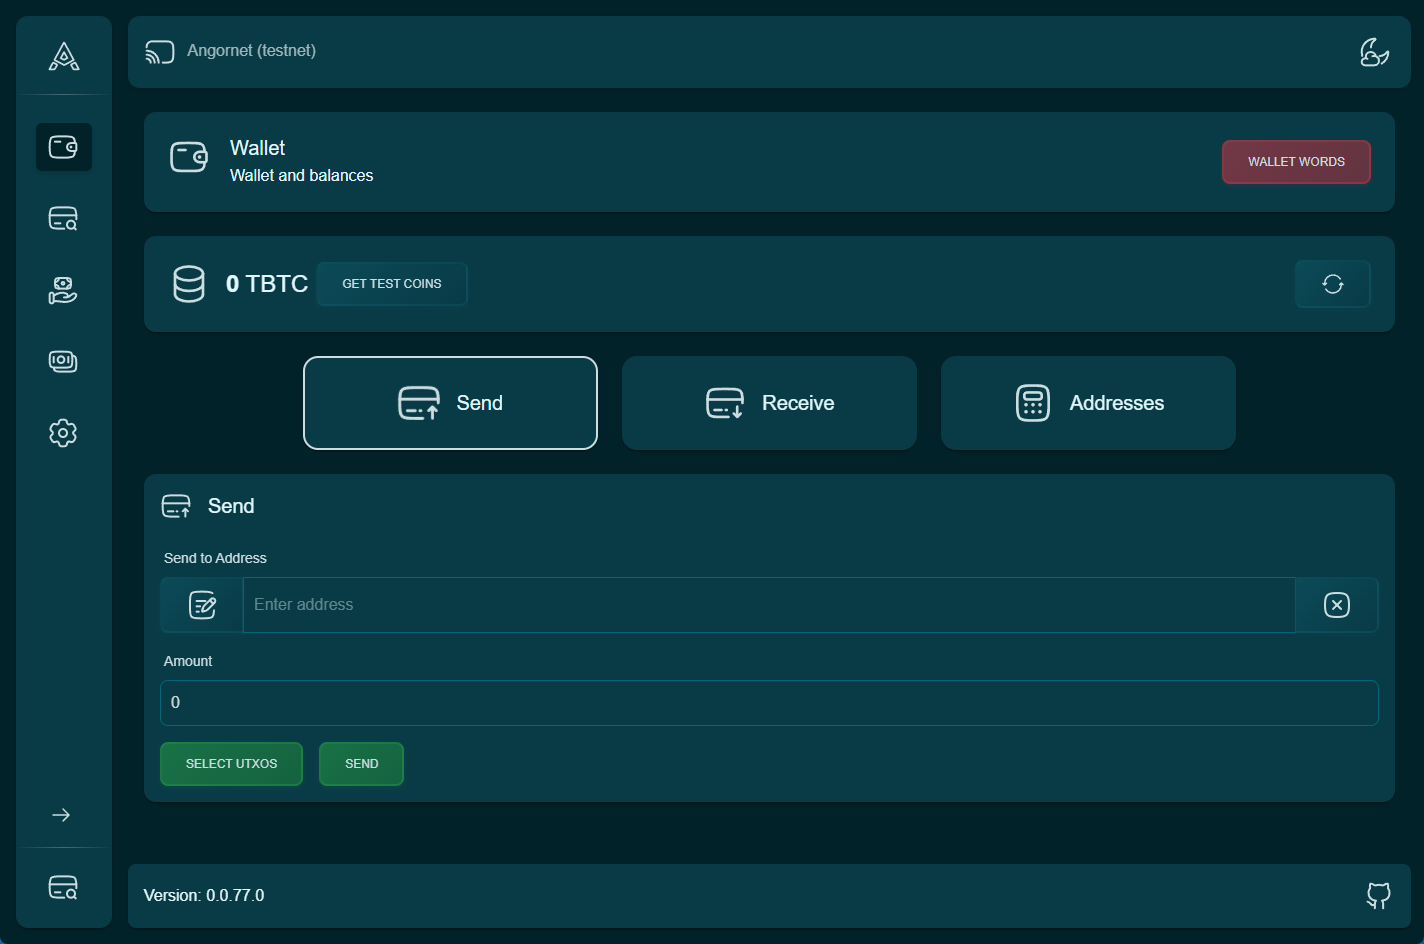 Angornet (testnet)
Wallet
Wallet and balances
WALLET WORDS
0 TBTC
GET TEST COINS
Send
Receive
Addresses
Send
Send to Address
Enter address
Amount
0
SELECT UTXOS
SEND
Version: 0.0.77.0